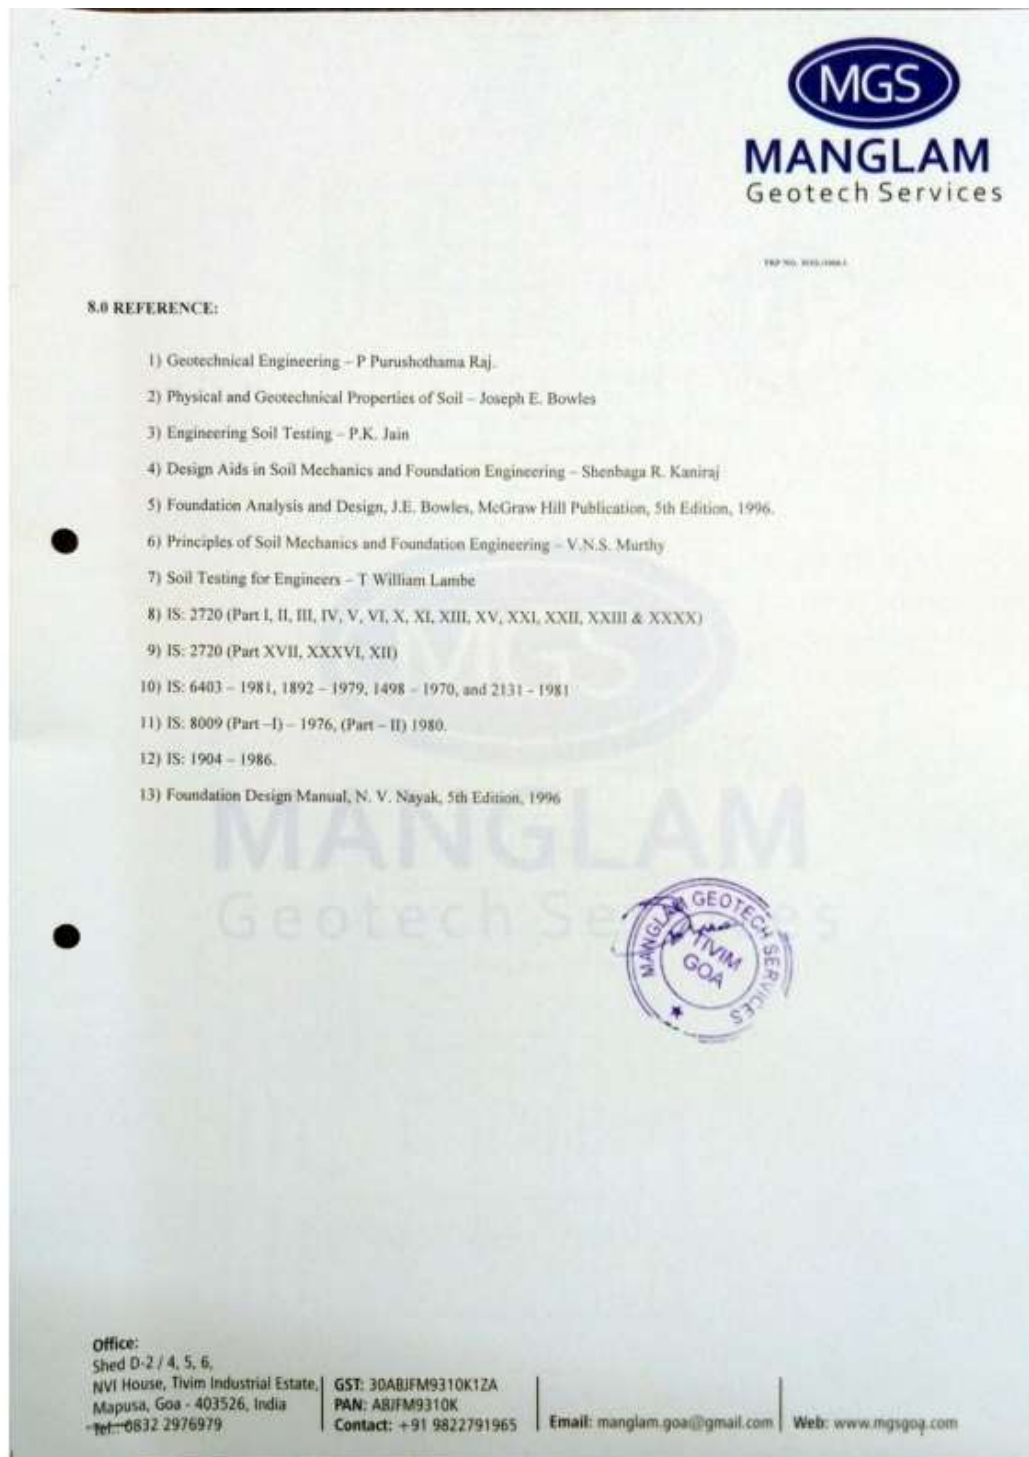 MGS
MANGLAM
Geotech Services
8.0 REFERENCE:
1) Geotechnical Engineering – P Purushothama Raj.
2) Physical and Geotechnical Properties of Soil – Joseph E. Bowles
3) Engineering Soil Testing – P.K. Jain
4) Design Aids in Soil Mechanics and Foundation Engineering – Shenbaga R. Kaniraj
5) Foundation Analysis and Design, J.E. Bowles, McGraw Hill Publication, 5th Edition, 1996.
6) Principles of Soil Mechanics and Foundation Engineering – V.N.S. Murthy
7) Soil Testing for Engineers – T William Lambe
8) IS: 2720 (Part I, II, III, IV, V, VI, X, XI, XIII, XV, XXI, XXII, XXIII & XXXX)
9) IS: 2720 (Part XVII, XXXVI, XII)
10) IS: 6403 – 1981, 1892 – 1979, 1498 – 1970, and 2131 - 1981
11) IS: 8009 (Part –I) – 1976, (Part – II) 1980.
12) IS: 1904 – 1986.
13) Foundation Design Manual, N. V. Nayak, 5th Edition, 1996
MGS
MANGLAM
Geotech Services
MANGLAM GEOTECH SERVICES
TIVIM
GOA
Office:
Shed D-2 / 4, 5, 6,
NVI House, Tivim Industrial Estate,
Mapusa, Goa - 403526, India
Tel.: 0832 2976979
GST: 30ABJFM9310K1ZA
PAN: ABJFM9310K
Contact: +91 9822791965
Email: manglam.goa@gmail.com
Web: www.mgsgoa.com